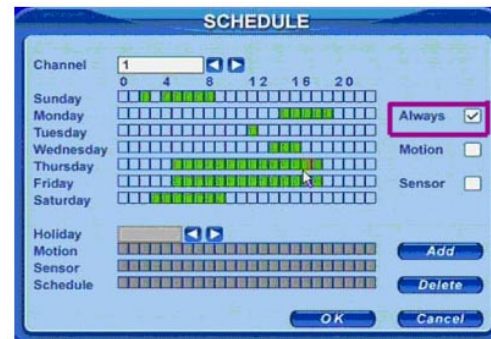 SCHEDULE
Channel 1
0 4 8 12 16 20
Sunday
Monday
Always
Tuesday
Wednesday
Motion
Thursday
Friday
Sensor
Saturday
Holiday
Motion
Add
Sensor
Schedule
Delete
OK Cancel